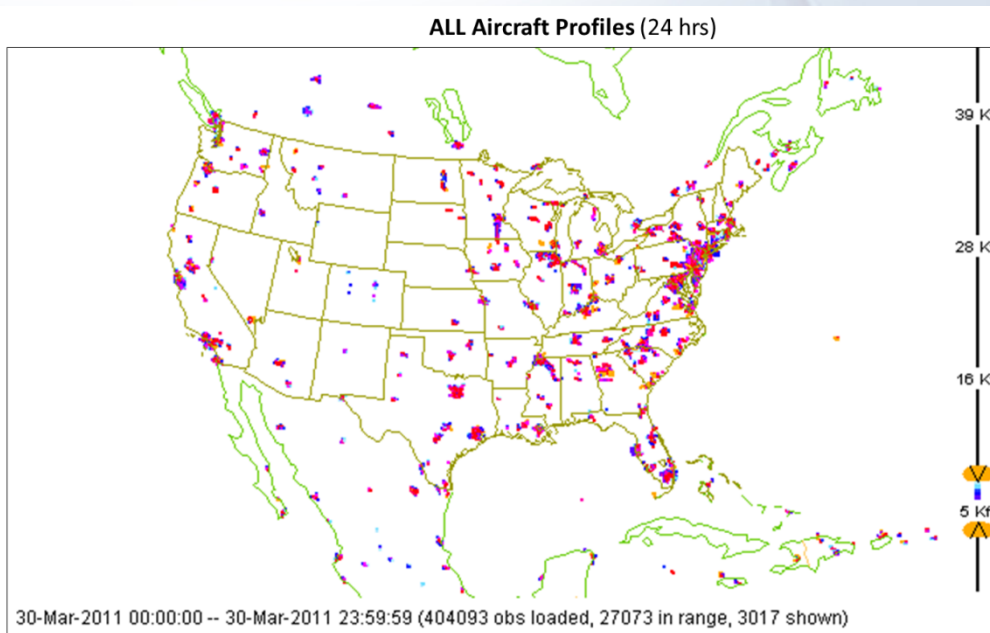 ALL Aircraft Profiles (24 hrs)
39 K
28 K
16 K
5 Kf
30-Mar-2011 00:00:00 -- 30-Mar-2011 23:59:59 (404093 obs loaded, 27073 in range, 3017 shown)